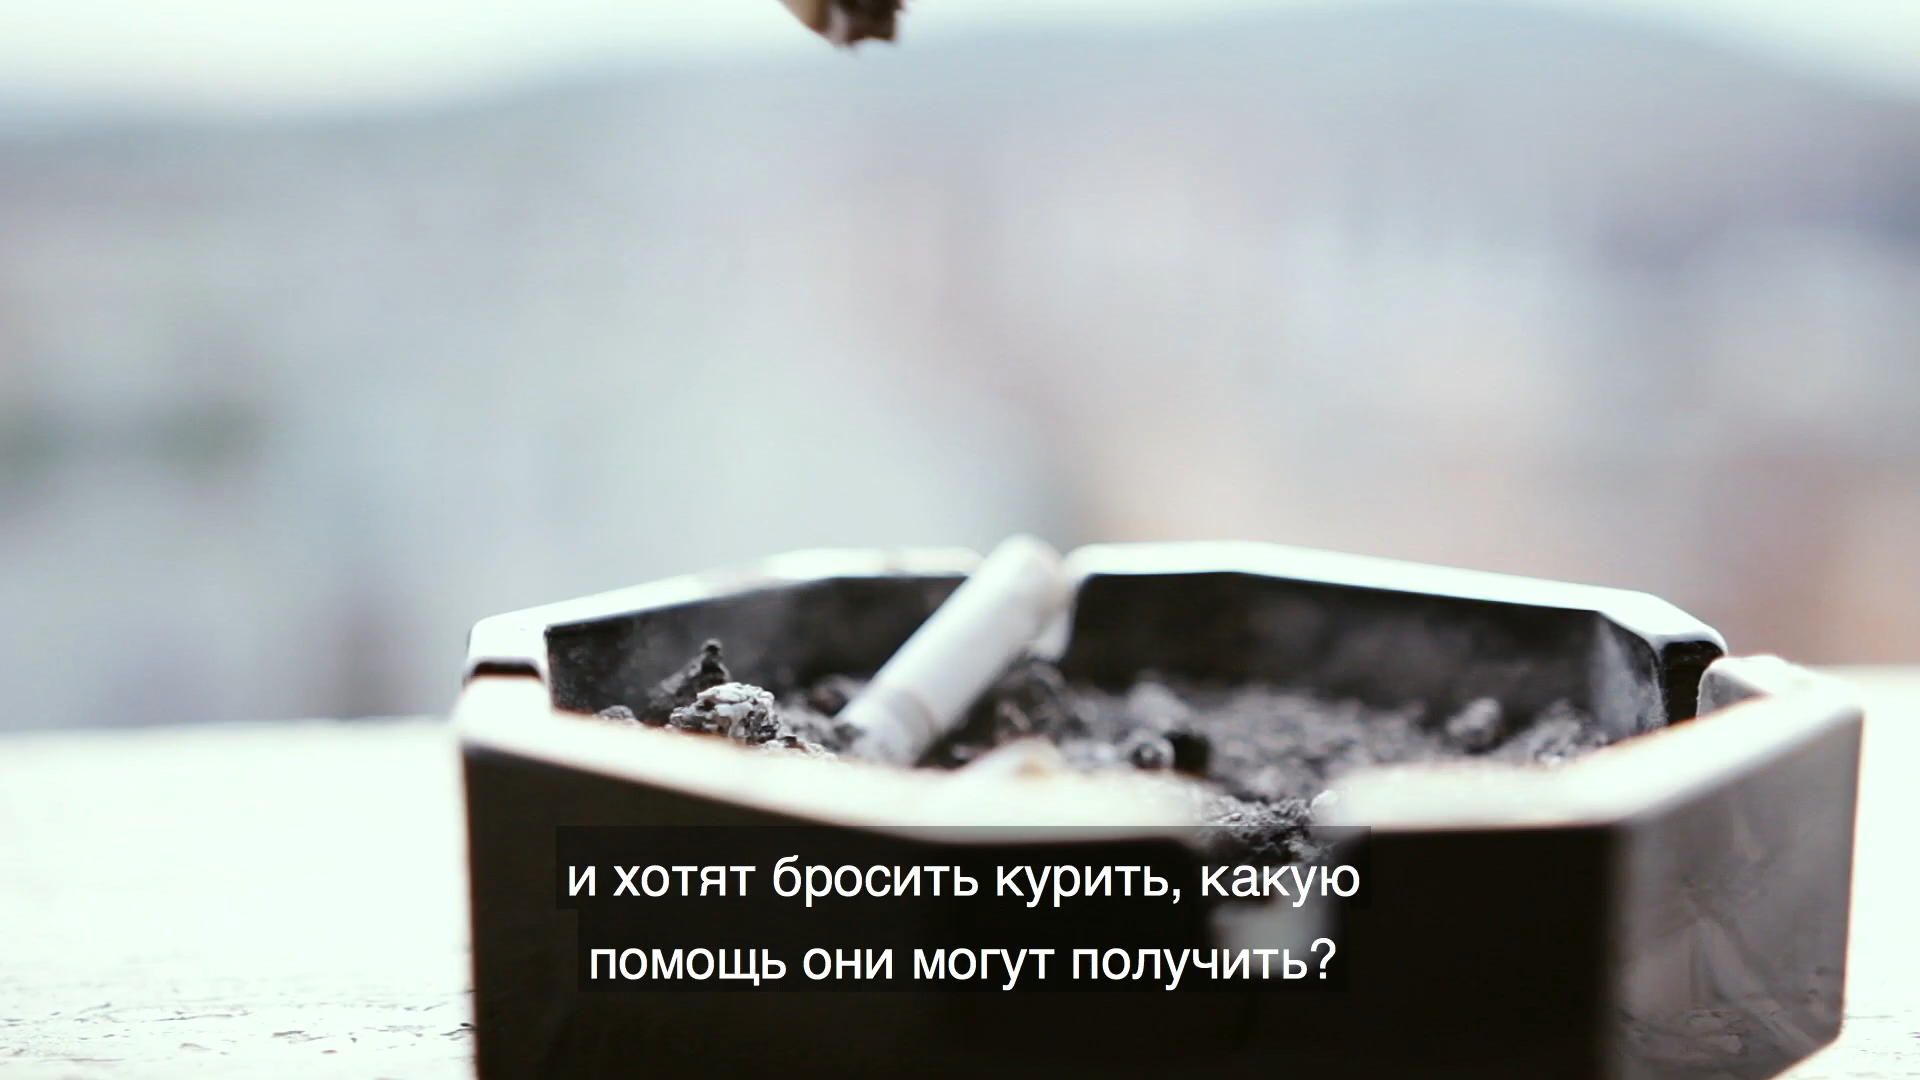 и хотят бросить курить, какую
помощь они могут получить?